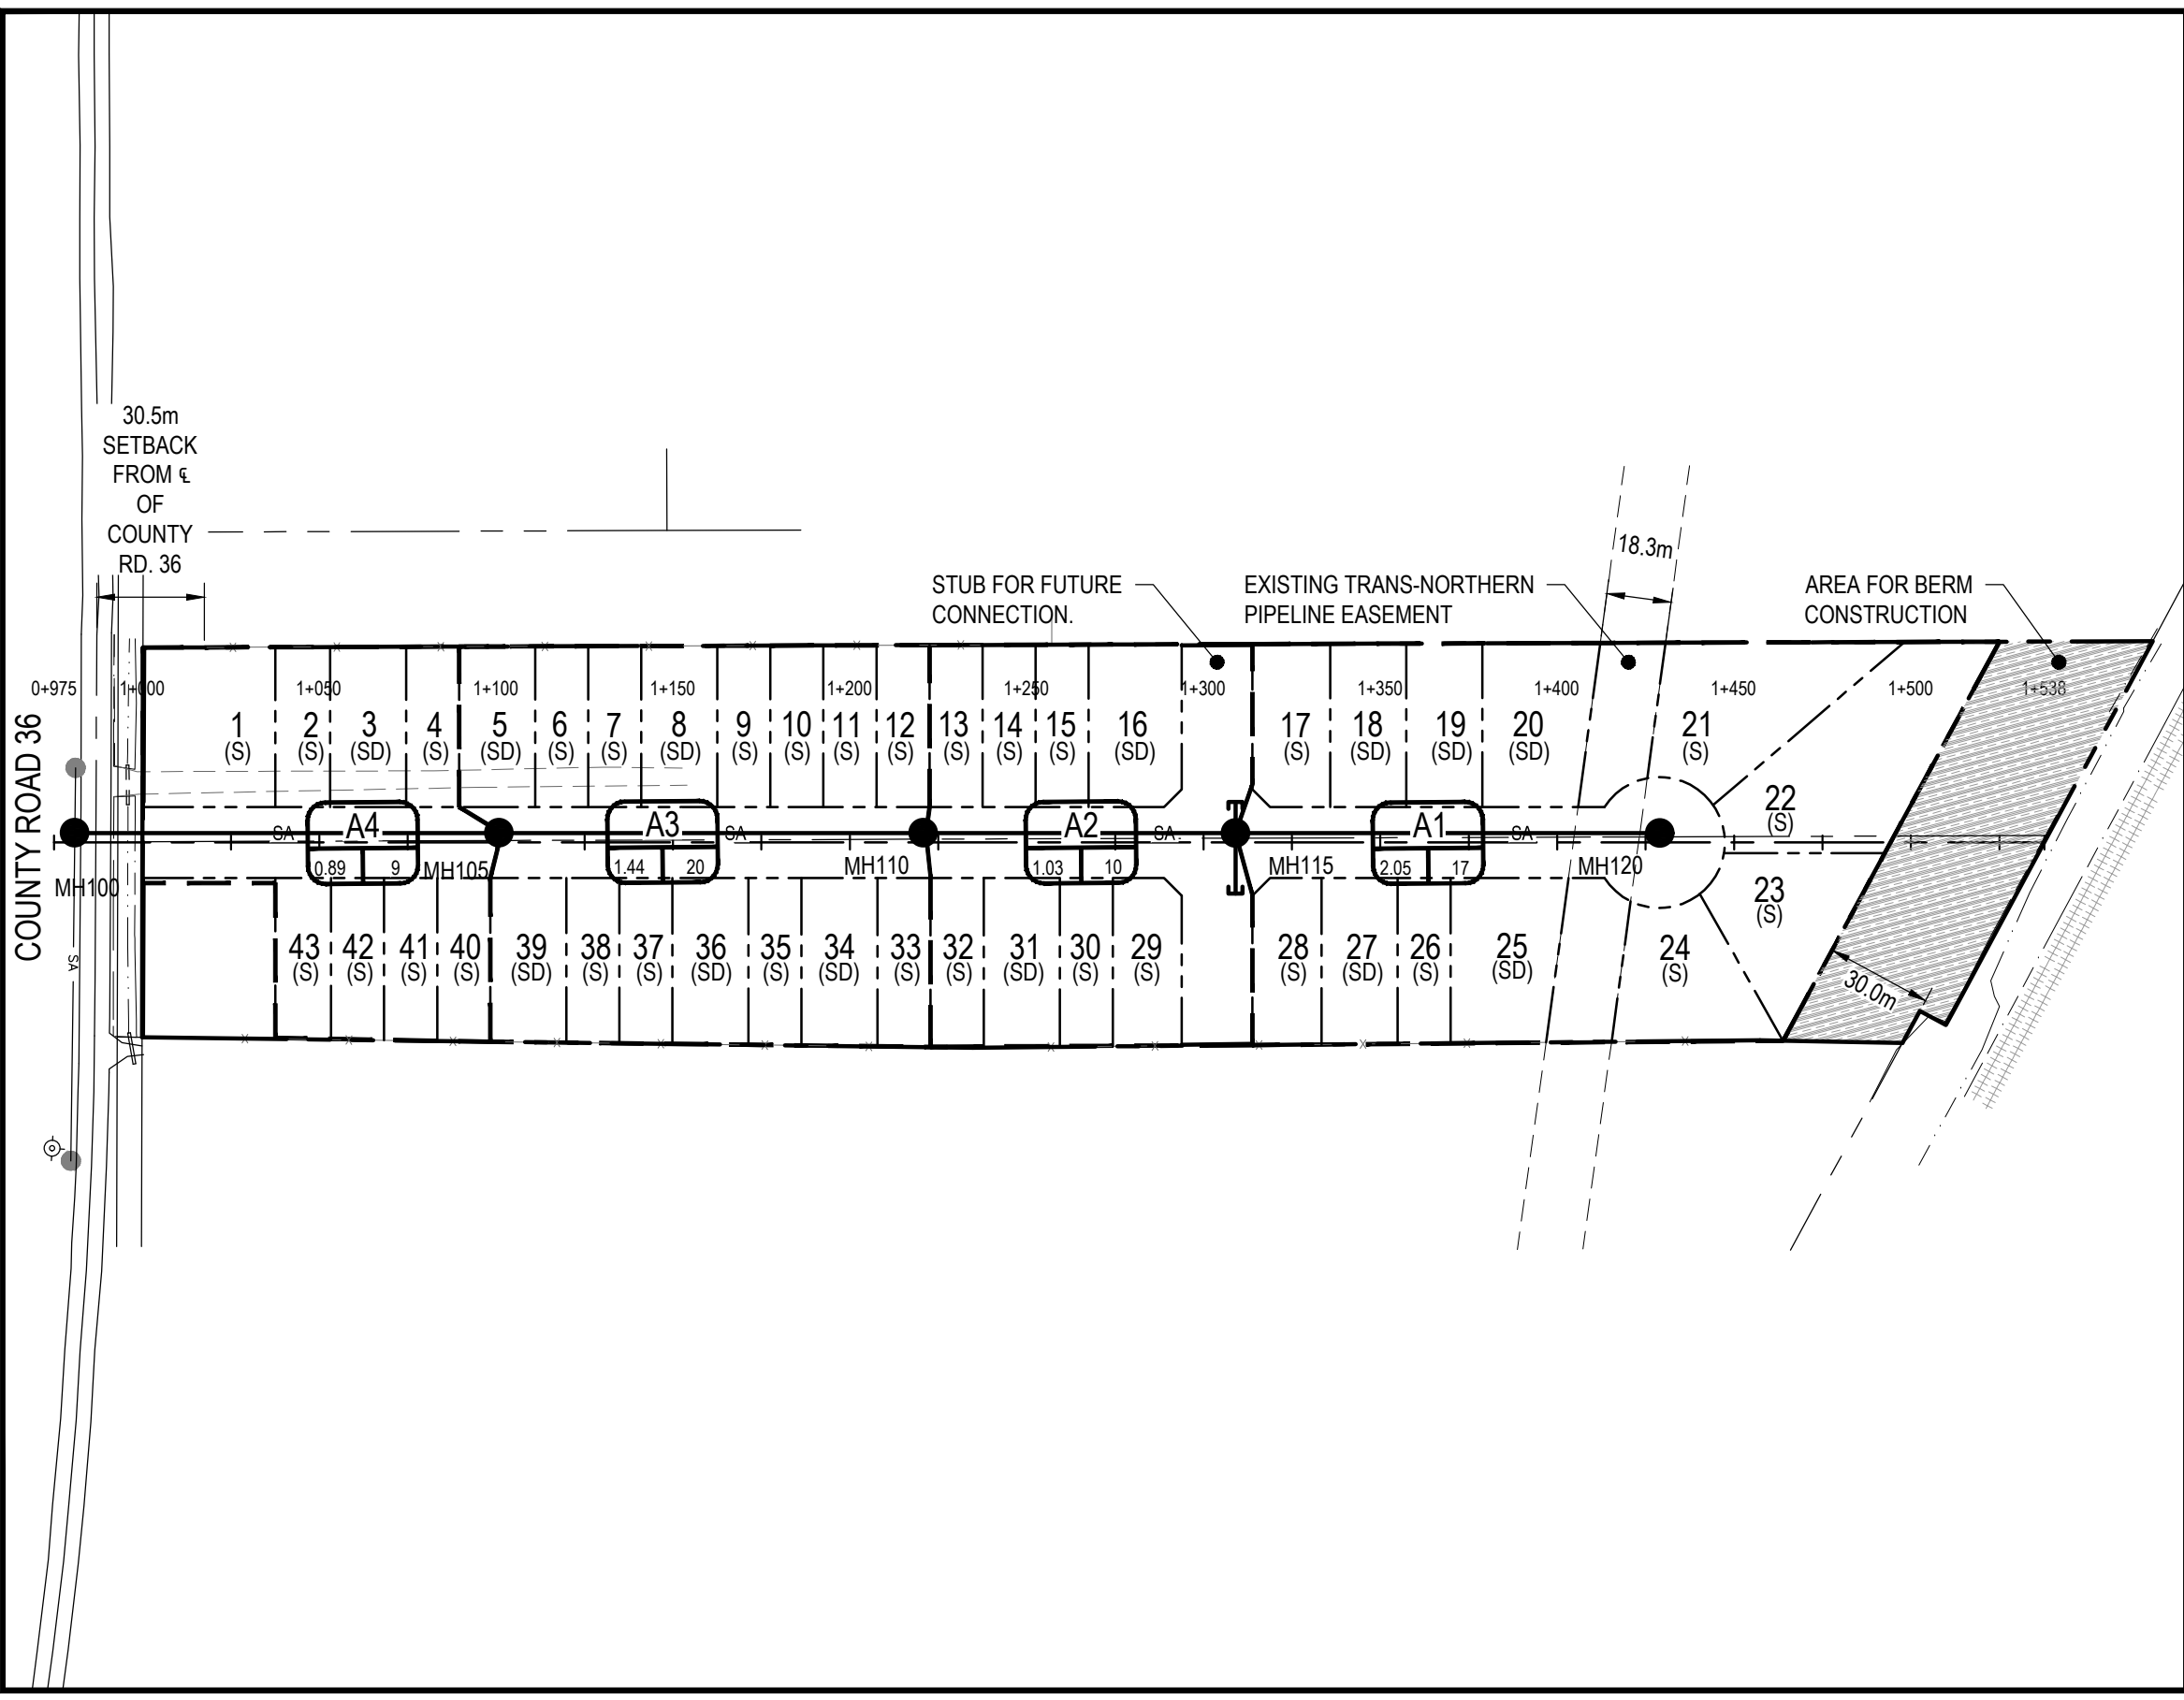 30.5m
SETBACK
FROM ℄
OF
COUNTY
RD. 36
18.3m
STUB FOR FUTURE
CONNECTION.
EXISTING TRANS-NORTHERN
PIPELINE EASEMENT
AREA FOR BERM
CONSTRUCTION
0+975 1+000 1+050 1+100 1+150 1+200 1+250 1+300 1+350 1+400 1+450 1+500 1+538
COUNTY ROAD 36
1 2 3 4 5 6 7 8 9 10 11 12 13 14 15 16 17 18 19 20 21
(S) (S) (SD) (S) (SD) (S) (S) (SD) (S) (S) (S) (S) (S) (S) (S) (SD) (S) (SD) (SD) (SD) (S)
22
(S)
SA A4 A3 SA A2 SA A1 SA
0.89 9 MH105 1.44 20 MH110 1.03 10 MH115 2.05 17 MH120
MH100
23
(S)
43 42 41 40 39 38 37 36 35 34 33 32 31 30 29 28 27 26 25 24
(S) (S) (S) (S) (SD) (S) (S) (SD) (S) (SD) (S) (S) (SD) (S) (S) (S) (SD) (S) (SD) (S)
SA
30.0m